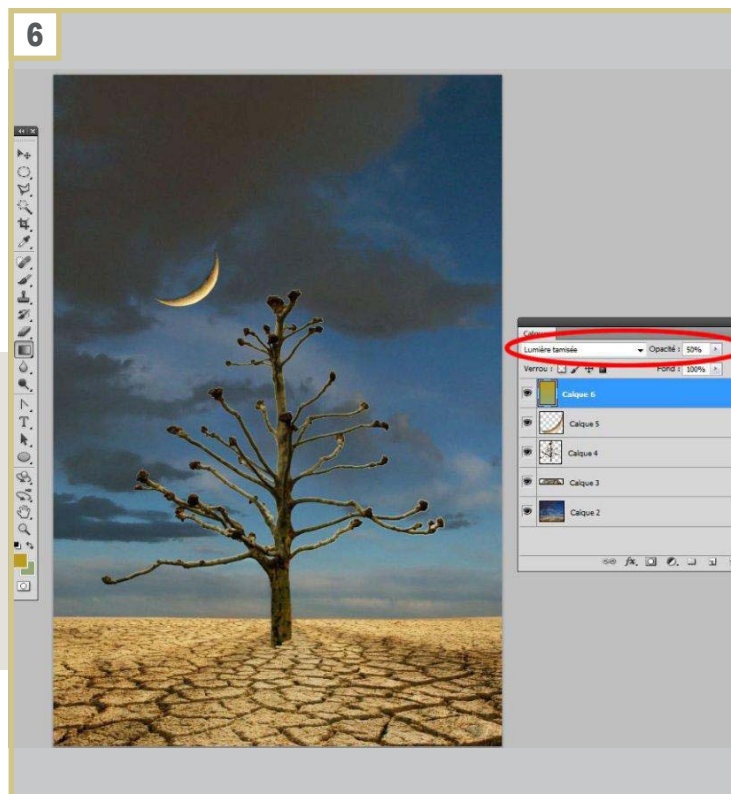 6
Calques
Lumière tamisée Opacité : 50%
Verrou : Fond : 100%
Calque 6
Calque 5
Calque 4
Calque 3
Calque 2
fx.
T